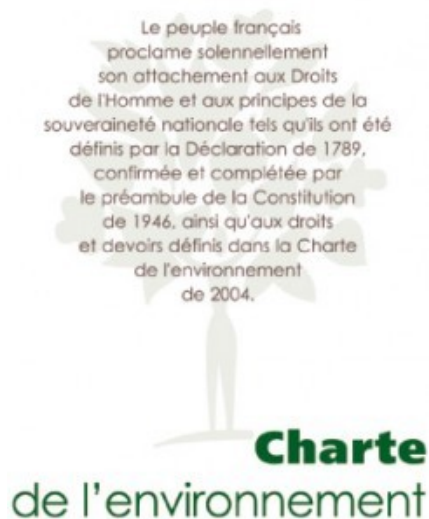 Le peuple français
proclame solennellement
son attachement aux Droits
de l'Homme et aux principes de la
souveraineté nationale tels qu'ils ont été
définis par la Déclaration de 1789,
confirmée et complétée par
le préambule de la Constitution
de 1946, ainsi qu'aux droits
et devoirs définis dans la Charte
de l'environnement
de 2004.
Charte
de l'environnement